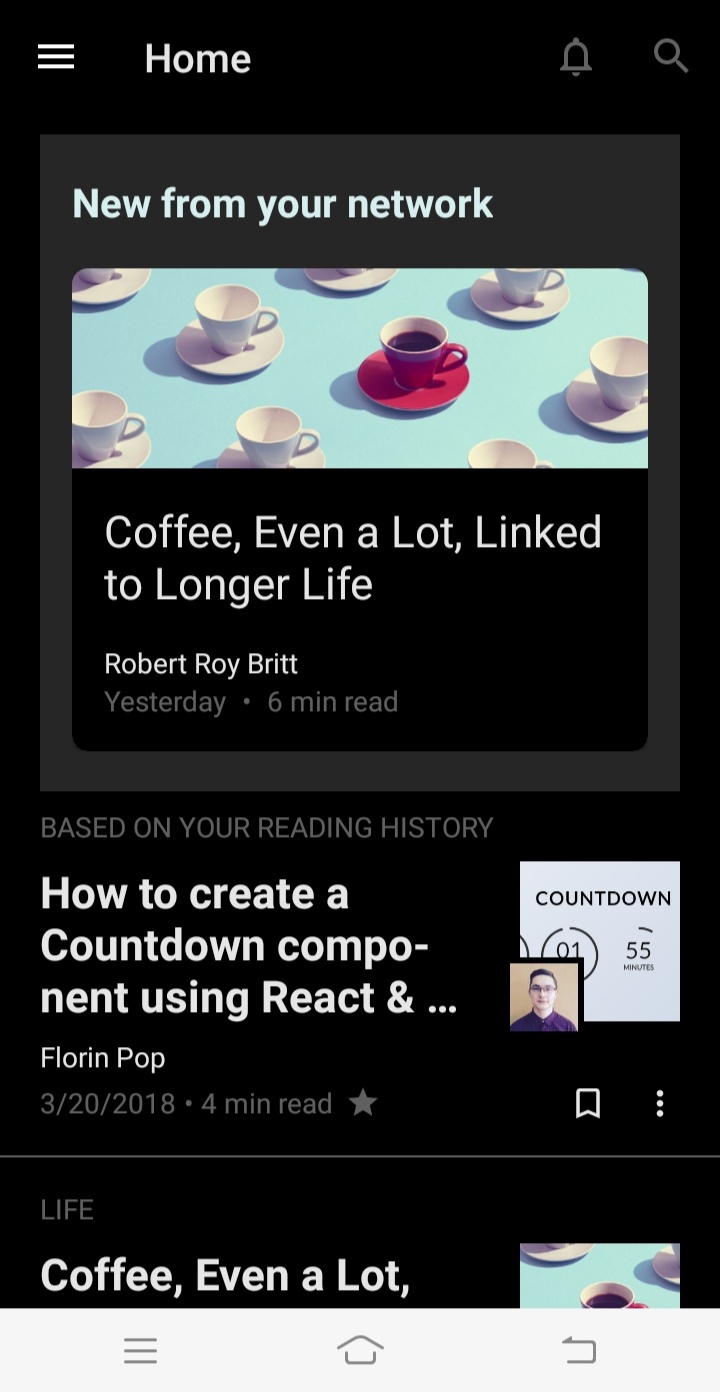 Home
New from your network
Coffee, Even a Lot, Linked
to Longer Life
Robert Roy Britt
Yesterday • 6 min read
BASED ON YOUR READING HISTORY
How to create a
Countdown compo-
nent using React & ...
COUNTDOWN
01 55
MINUTES
Florin Pop
3/20/2018 • 4 min read
LIFE
Coffee, Even a Lot,